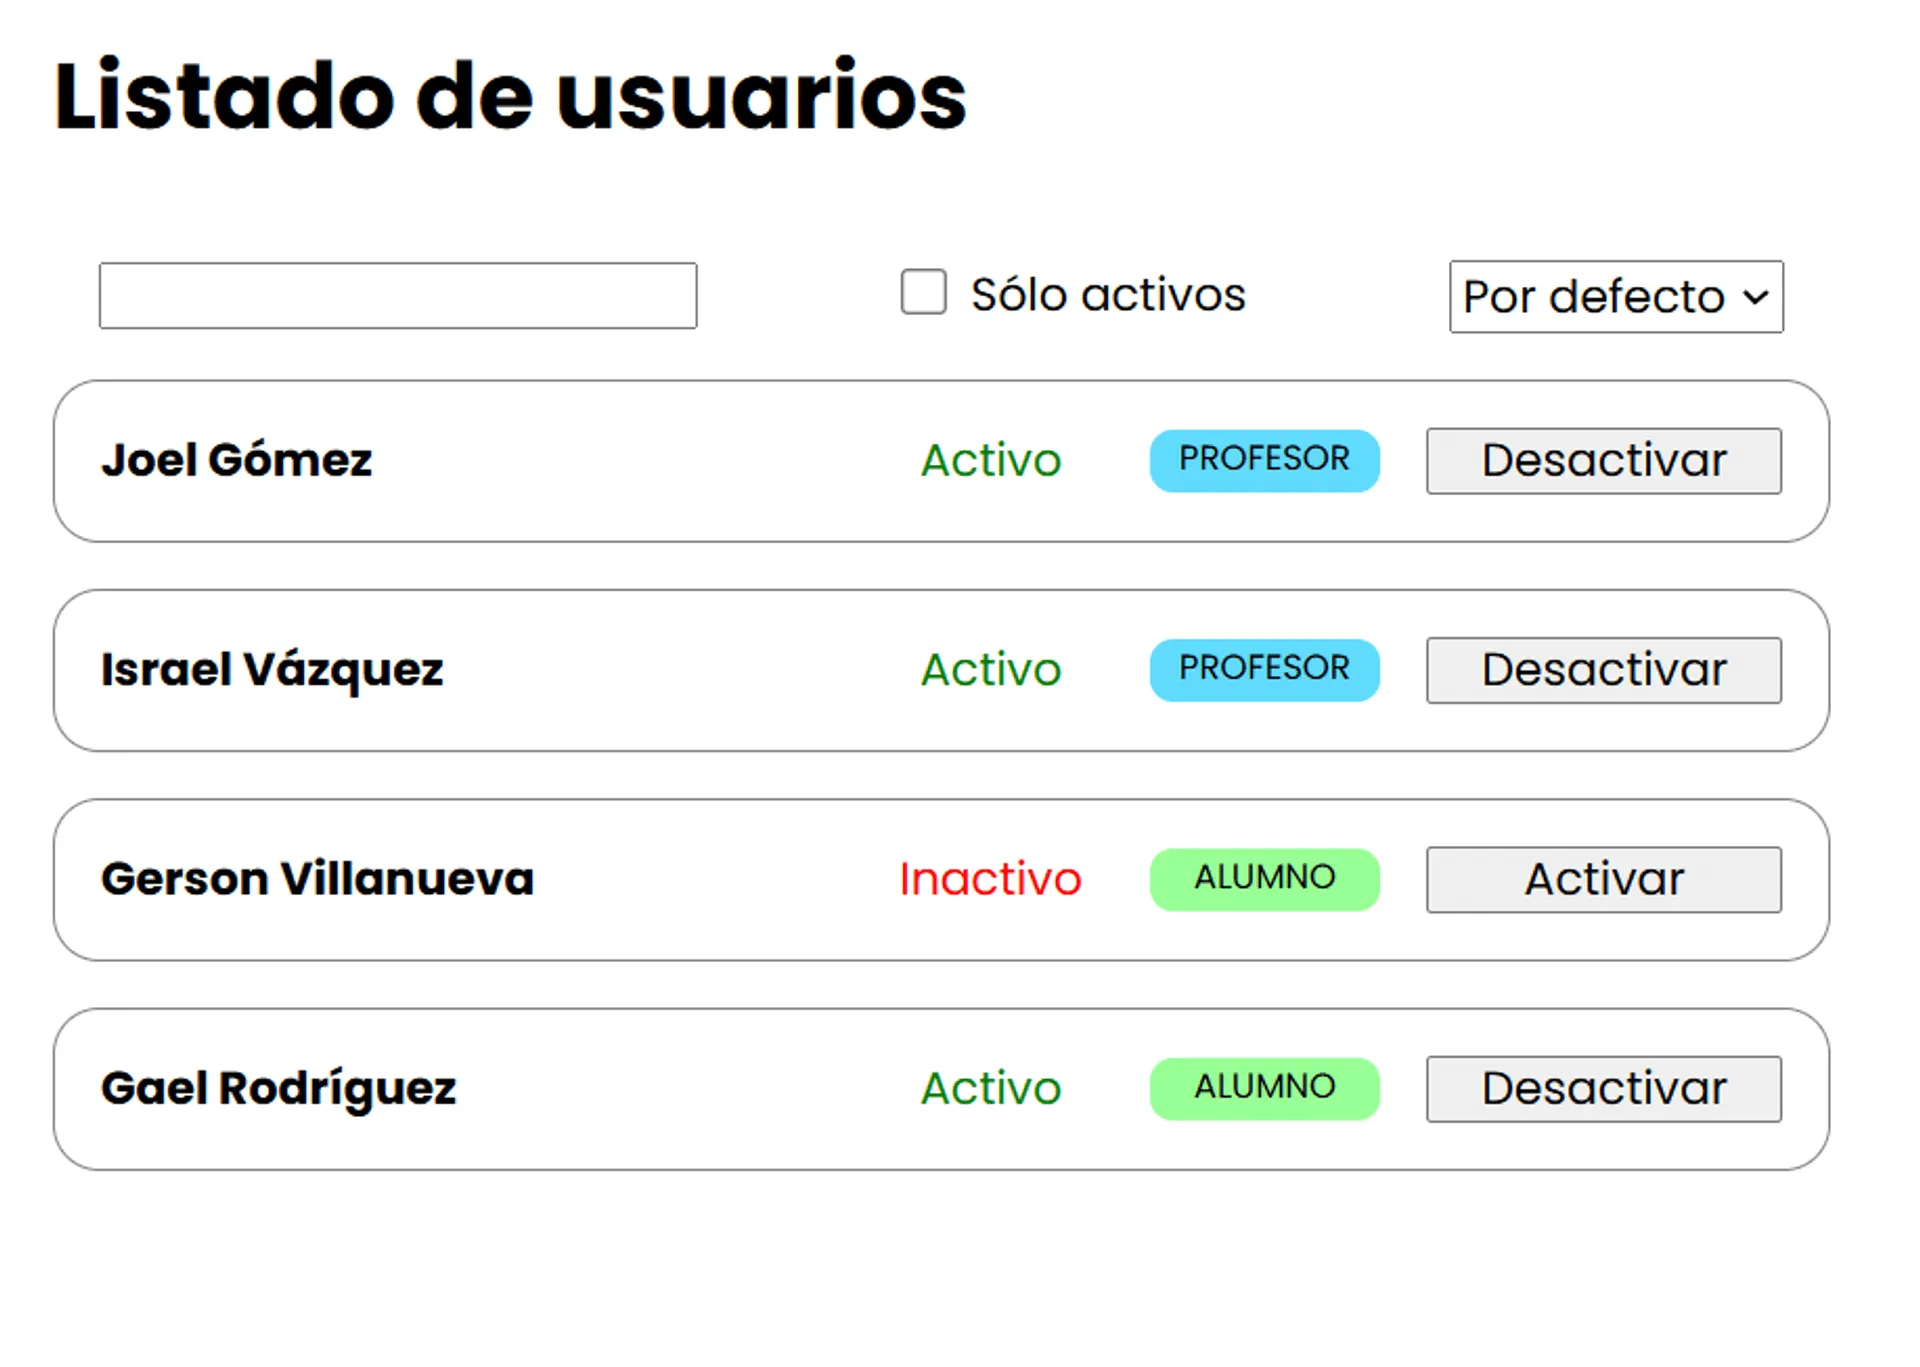 Listado de usuarios
Sólo activos Por defecto
Joel Gómez Activo PROFESOR Desactivar
Israel Vázquez Activo PROFESOR Desactivar
Gerson Villanueva Inactivo ALUMNO Activar
Gael Rodríguez Activo ALUMNO Desactivar